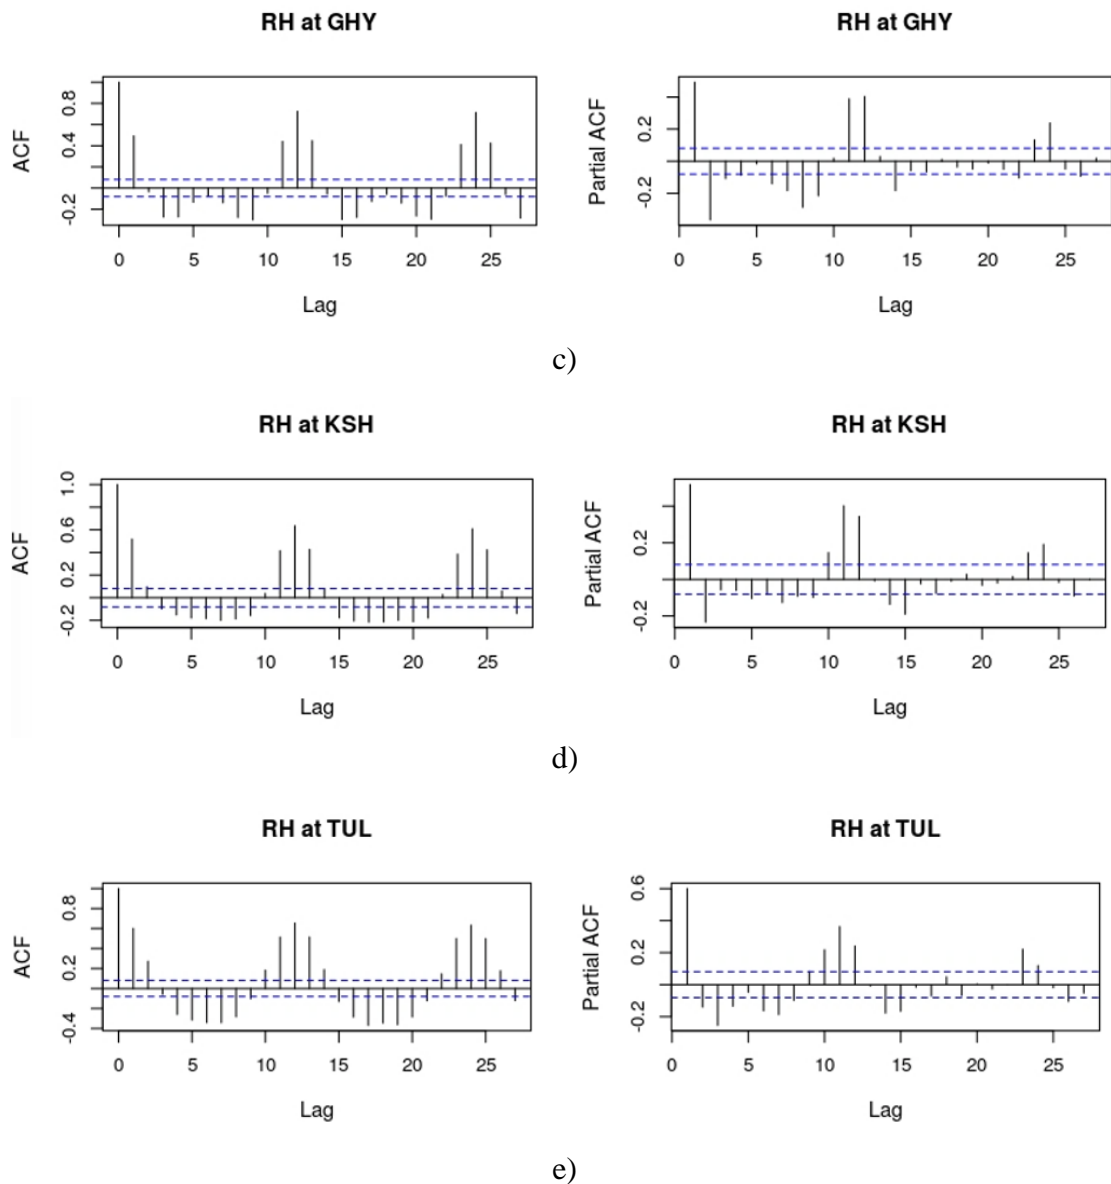 RH at GHY
RH at GHY
ACF
-0.2 0.4 0.8
0 5 10 15 20 25
Lag
Partial ACF
-0.2 0.2
0 5 10 15 20 25
Lag
c)
RH at KSH
RH at KSH
ACF
-0.2 0.2 0.6 1.0
0 5 10 15 20 25
Lag
Partial ACF
-0.2 0.2
0 5 10 15 20 25
Lag
d)
RH at TUL
RH at TUL
ACF
-0.4 0.2 0.8
0 5 10 15 20 25
Lag
Partial ACF
-0.2 0.2 0.6
0 5 10 15 20 25
Lag
e)